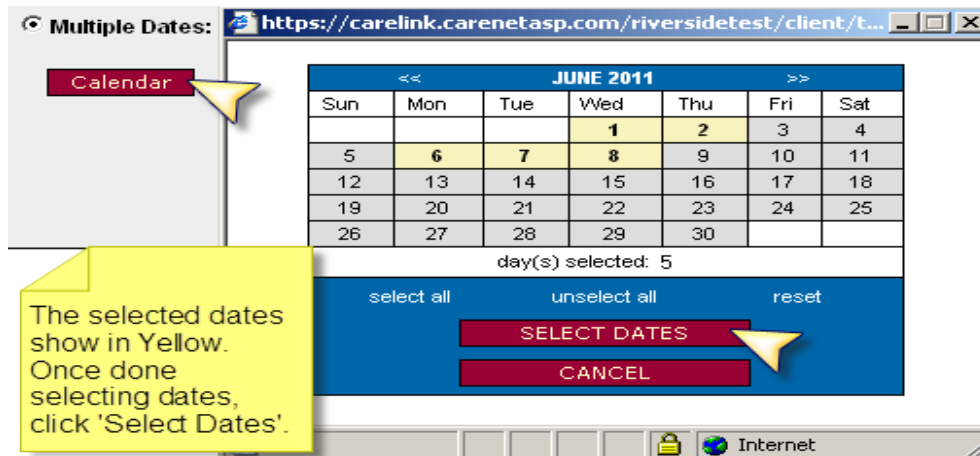 Multiple Dates:
Calendar
https://carelink.carenetasp.com/riversidetest/client/t...
<< JUNE 2011 >>
Sun Mon Tue Wed Thu Fri Sat
1 2 3 4
5 6 7 8 9 10 11
12 13 14 15 16 17 18
19 20 21 22 23 24 25
26 27 28 29 30
day(s) selected: 5
select all unselect all reset
SELECT DATES
CANCEL
The selected dates
show in Yellow.
Once done
selecting dates,
click 'Select Dates'.
Internet